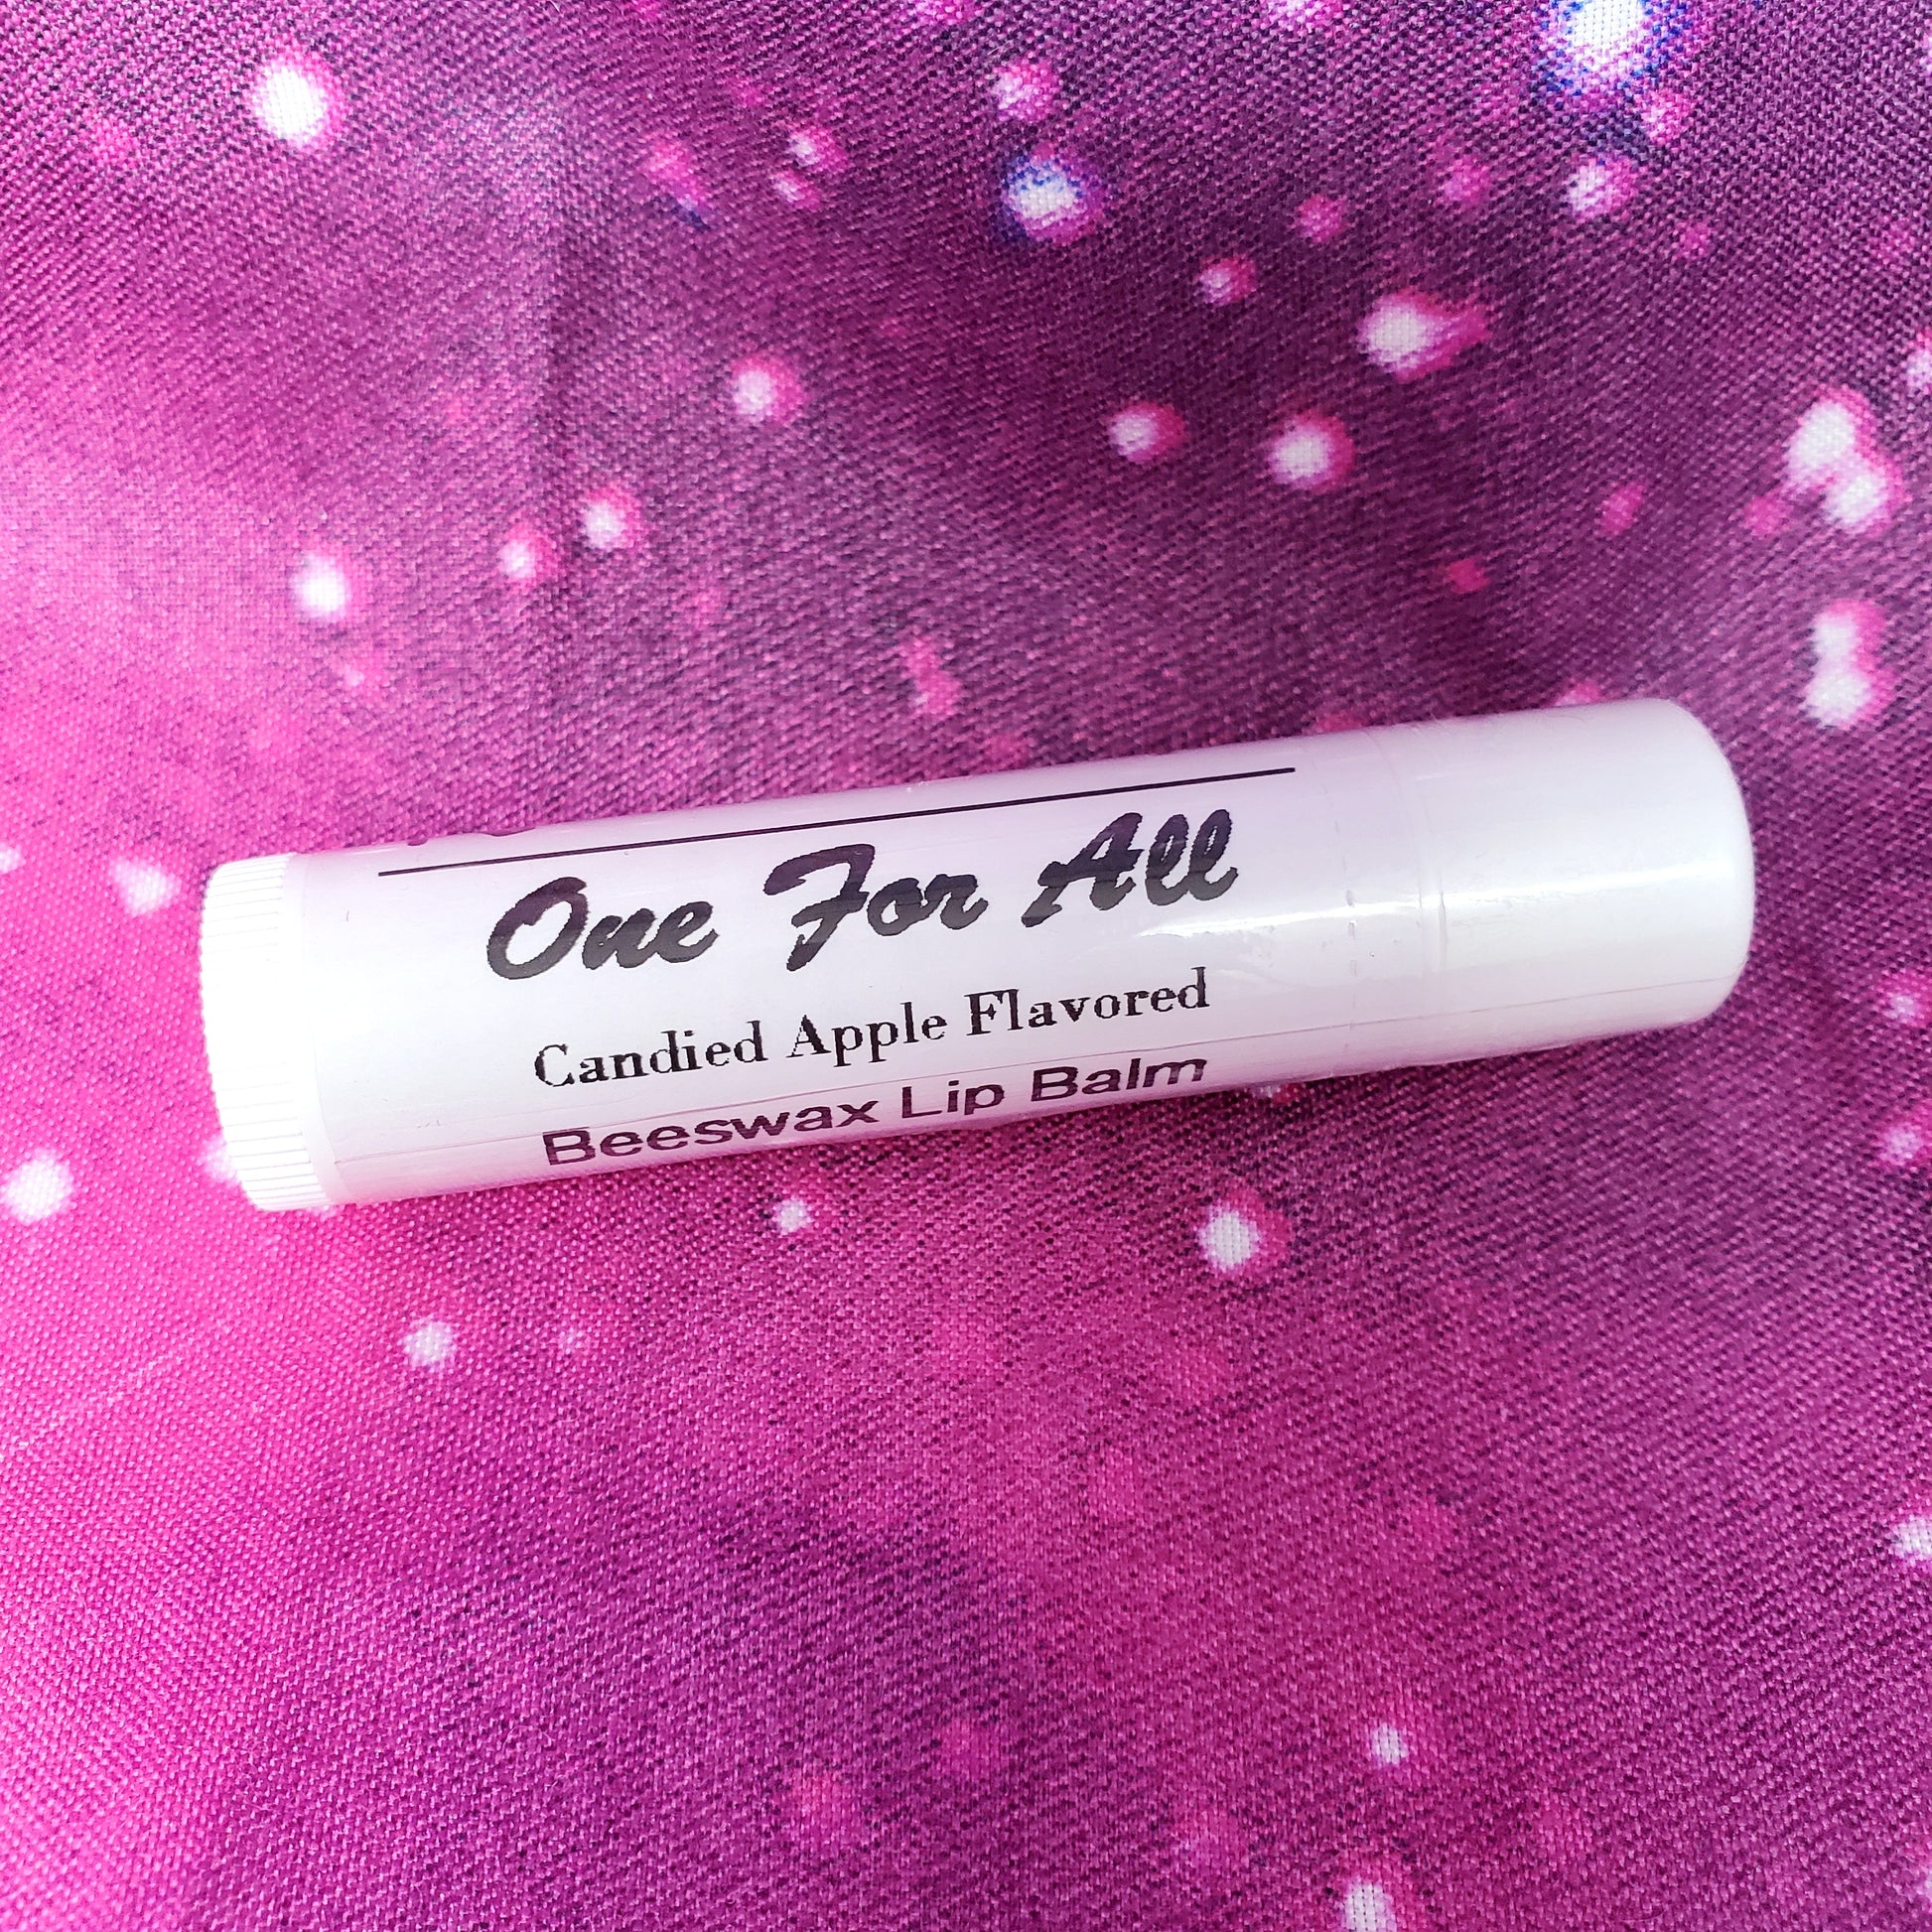 One For All
Candied Apple Flavored
Beeswax Lip Balm